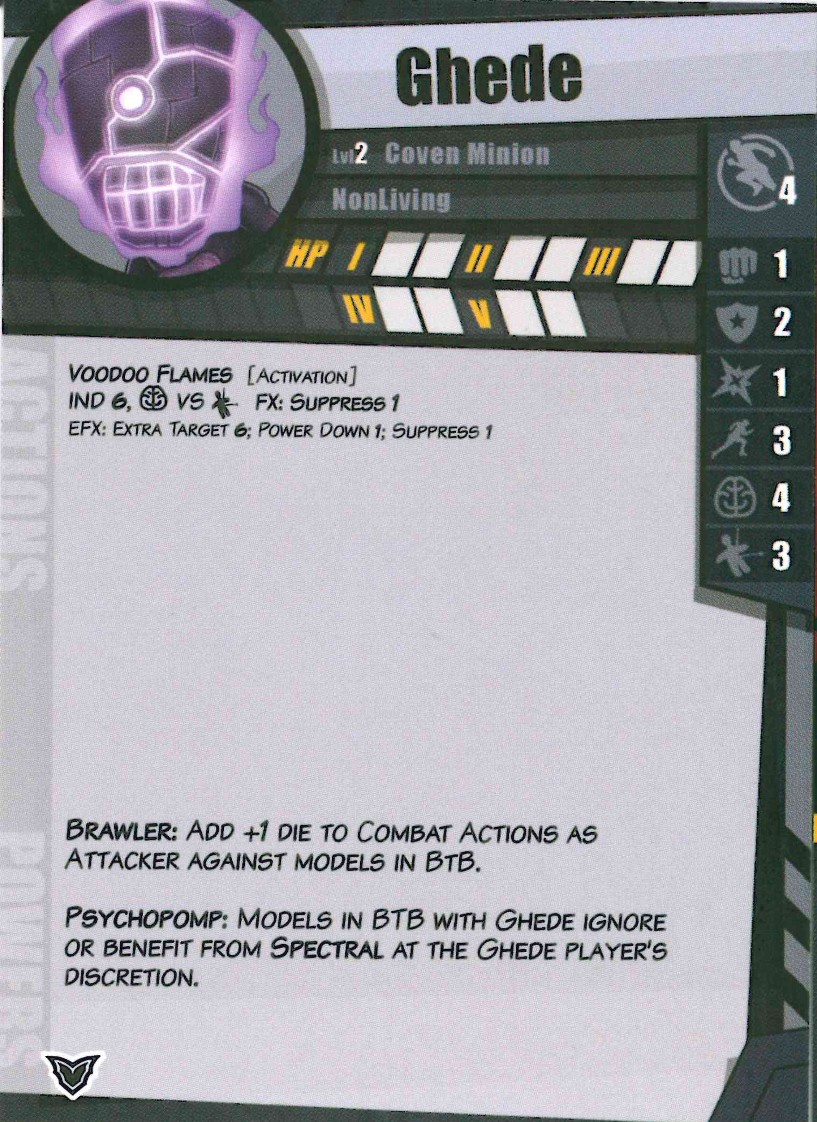 Ghede
Lvl 2 Coven Minion
4
NonLiving
HP I II III
1
IV V
2
1
3
4
3
ACTIONS
VOODOO FLAMES [ACTIVATION]
IND 6, VS FX: SUPPRESS 1
EFX: EXTRA TARGET 6; POWER DOWN 1; SUPPRESS 1
POWERS
BRAWLER: ADD +1 DIE TO COMBAT ACTIONS AS
ATTACKER AGAINST MODELS IN BTB.
PSYCHOPOMP: MODELS IN BTB WITH GHEDE IGNORE
OR BENEFIT FROM SPECTRAL AT THE GHEDE PLAYER'S
DISCRETION.